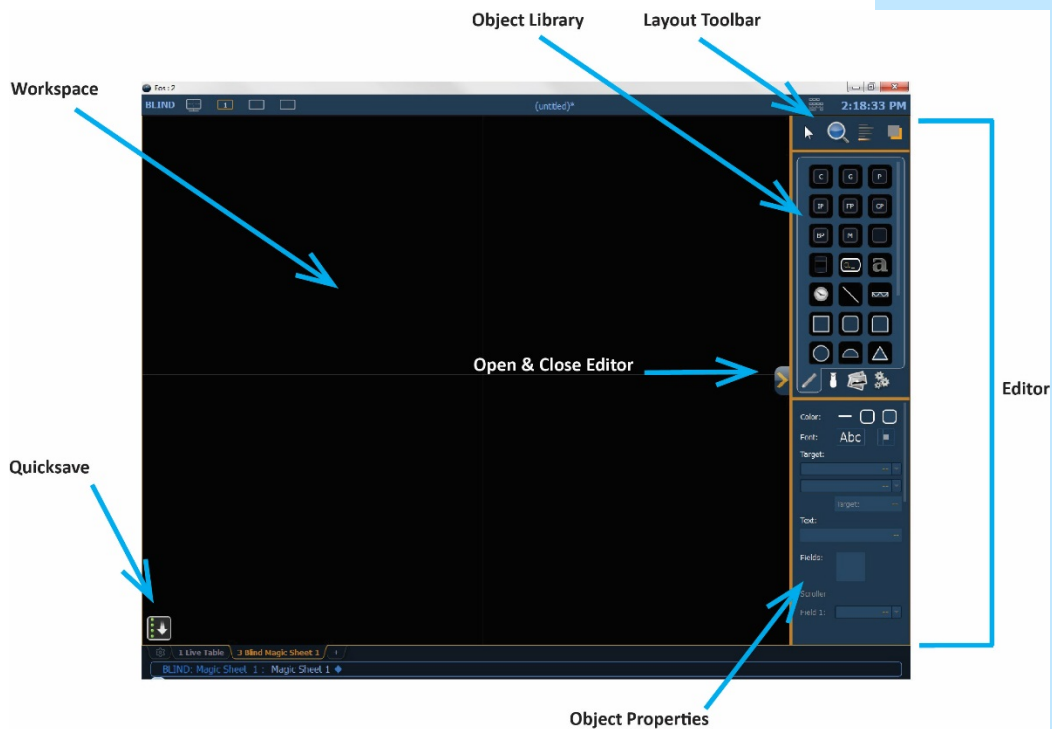 Object Library
Layout Toolbar
Workspace
Eos : 2
BLIND
1
(untitled)*
2:18:33 PM
C G P
IP FP CP
BP M
a
Open & Close Editor
Editor
Color:
Font: Abc
Target:
Target:
Text:
Quicksave
Fields:
Scroller
Field 1:
1 Live Table
3 Blind Magic Sheet 1
+
BLIND: Magic Sheet 1 : Magic Sheet 1
Object Properties